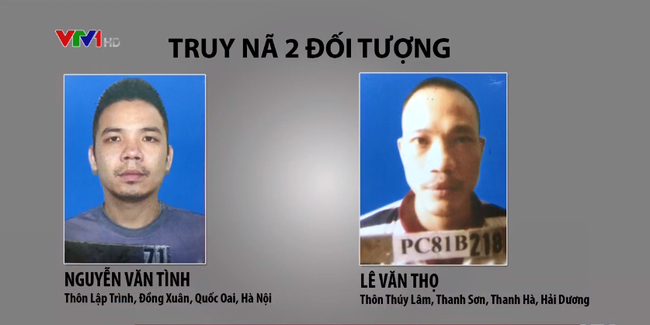 VTV1 HD
TRUY NÃ 2 ĐỐI TƯỢNG
71
PC81B 218
NGUYỄN VĂN TÌNH
Thôn Lập Trình, Đồng Xuân, Quốc Oai, Hà Nội
LÊ VĂN THỌ
Thôn Thúy Lâm, Thanh Sơn, Thanh Hà, Hải Dương